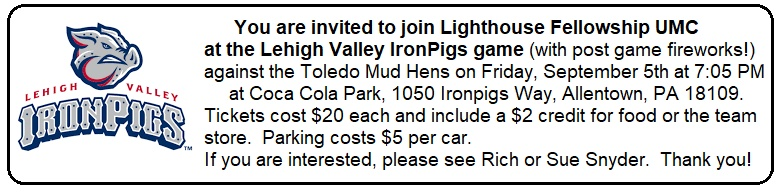 LEHIGH VALLEY
IRONPIGS™
You are invited to join Lighthouse Fellowship UMC
at the Lehigh Valley IronPigs game (with post game fireworks!)
against the Toledo Mud Hens on Friday, September 5th at 7:05 PM
at Coca Cola Park, 1050 Ironpigs Way, Allentown, PA 18109.
Tickets cost $20 each and include a $2 credit for food or the team
store.  Parking costs $5 per car.
If you are interested, please see Rich or Sue Snyder.  Thank you!